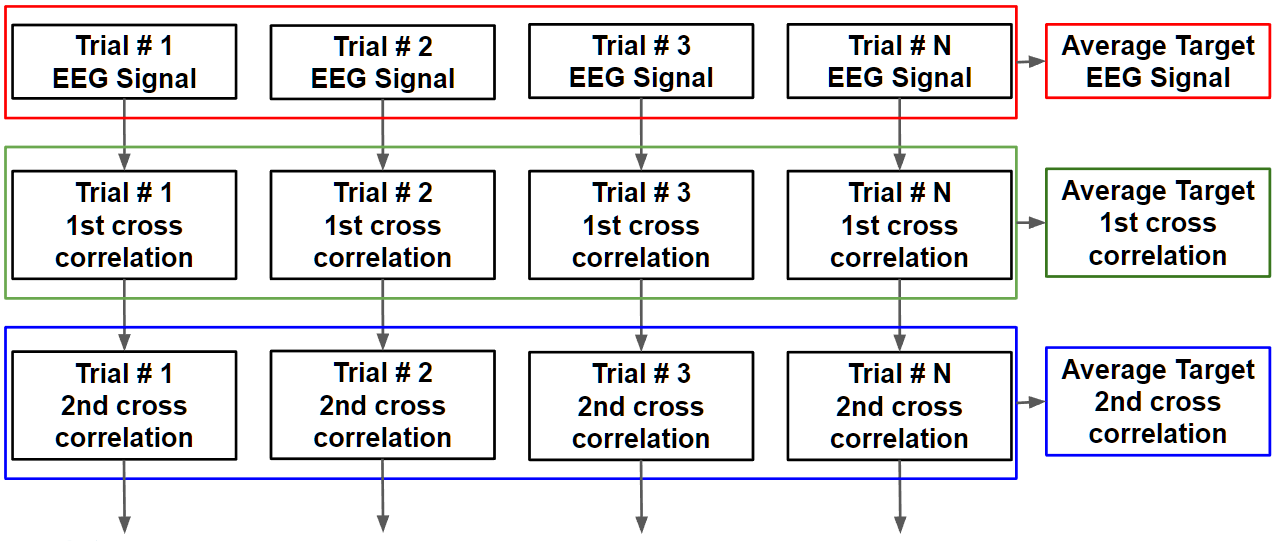 Trial # 1
EEG Signal
Trial # 2
EEG Signal
Trial # 3
EEG Signal
Trial # N
EEG Signal
Average Target
EEG Signal
Trial # 1
1st cross
correlation
Trial # 2
1st cross
correlation
Trial # 3
1st cross
correlation
Trial # N
1st cross
correlation
Average Target
1st cross
correlation
Trial # 1
2nd cross
correlation
Trial # 2
2nd cross
correlation
Trial # 3
2nd cross
correlation
Trial # N
2nd cross
correlation
Average Target
2nd cross
correlation